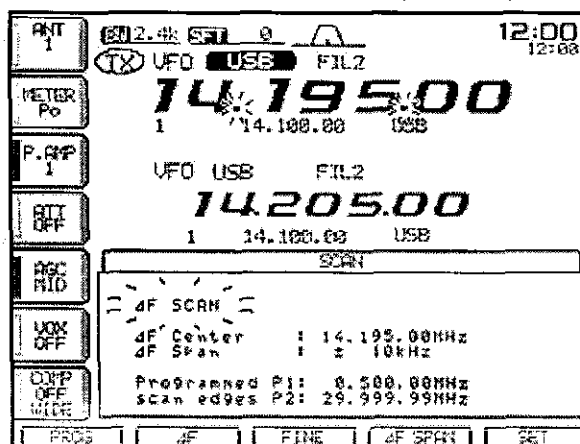 ANT 1
BW 2.4k SFT 0
12:00
12:00
TX VFO USB FIL2
METER Po
14.195.00
1 14.100.00 USB
P.AMP 1
VFO USB FIL2
ATT OFF
14.205.00
1 14.100.00 USB
AGC MID
SCAN
ΔF SCAN
VOX OFF
ΔF Center : 14.195.00MHz
ΔF Span : ± 10kHz
COMP OFF WIDE
Programmed P1: 0.500.00MHz
scan edges P2: 29.999.99MHz
PROG ΔF FINE ΔF SPAN SET